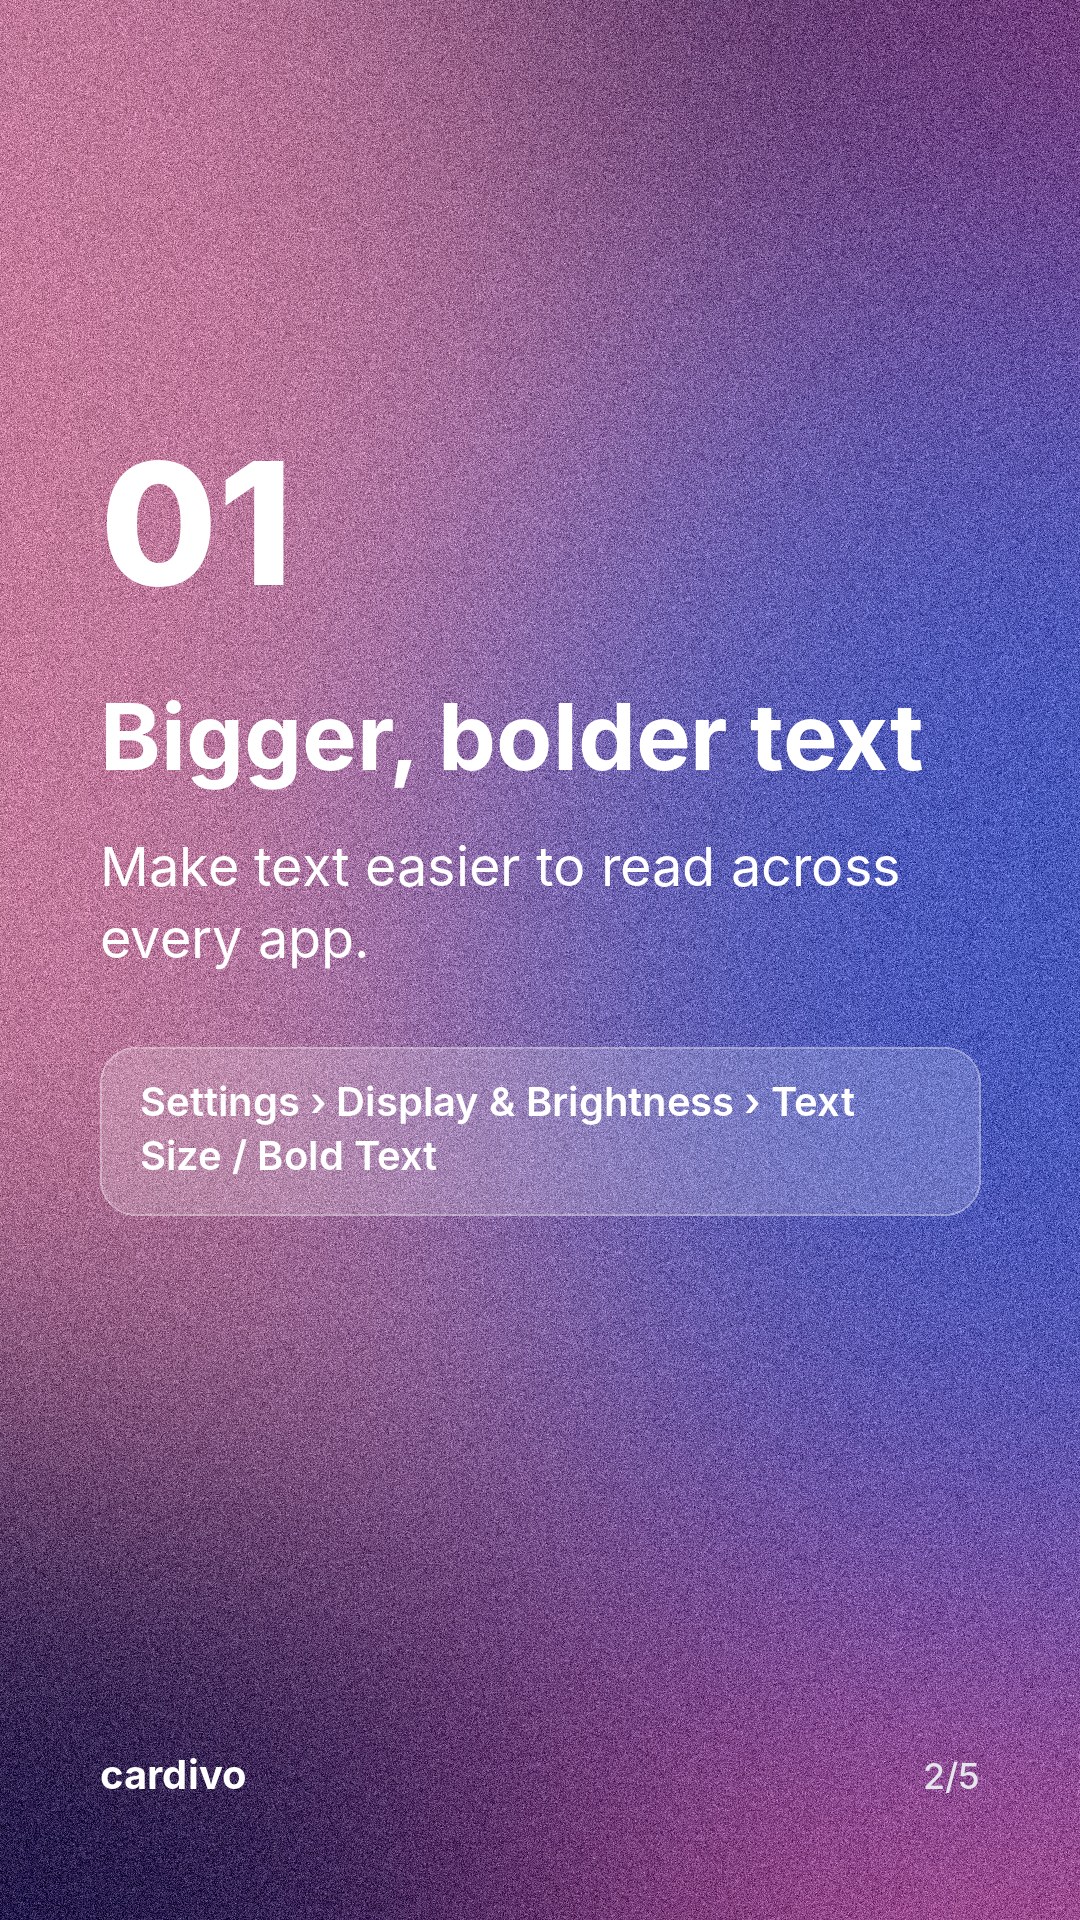 01
Bigger, bolder text
Make text easier to read across
every app.
Settings › Display & Brightness › Text
Size / Bold Text
cardivo
2/5